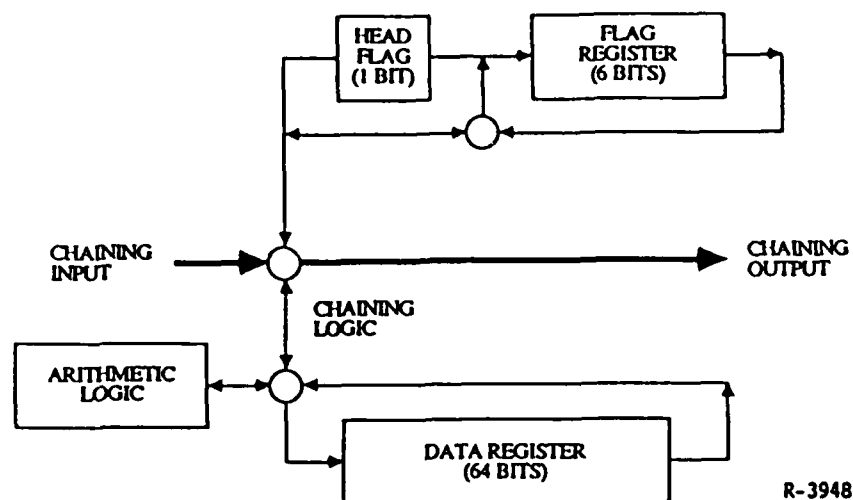 HEAD
FLAG
(1 BIT)
FLAG
REGISTER
(6 BITS)
CHAINING
INPUT
CHAINING
OUTPUT
CHAINING
LOGIC
ARITHMETIC
LOGIC
DATA REGISTER
(64 BITS)
R-3948